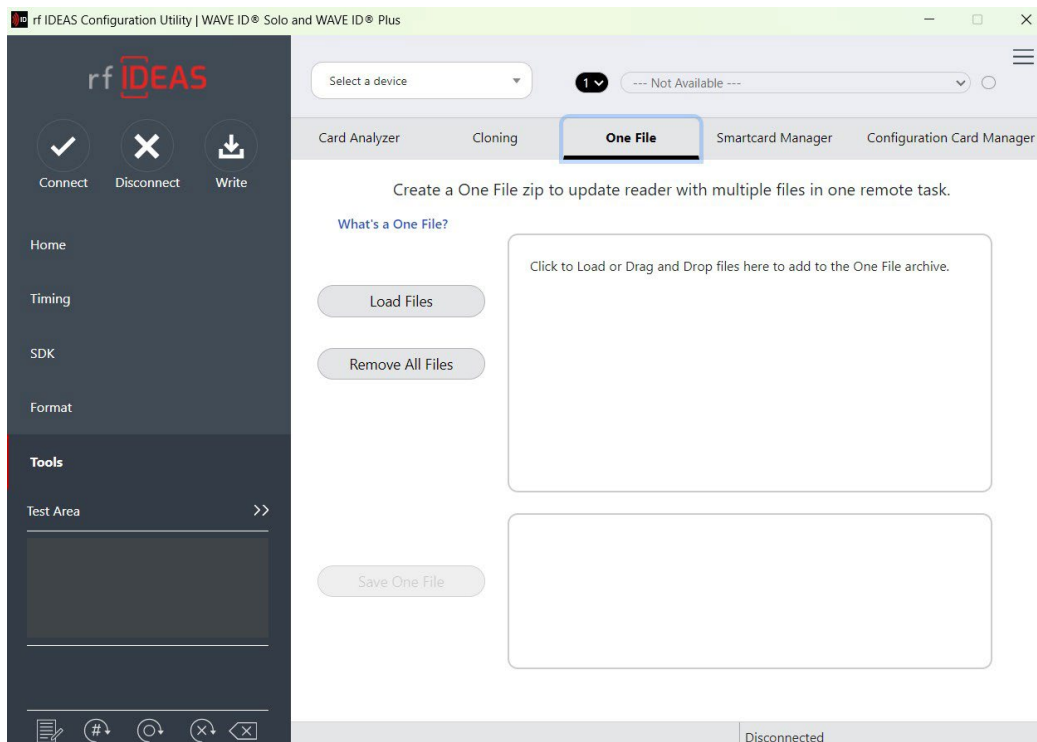 rf IDEAS Configuration Utility | WAVE ID® Solo and WAVE ID® Plus
rf IDEAS
Select a device
1
--- Not Available ---
Connect
Disconnect
Write
Card Analyzer
Cloning
One File
Smartcard Manager
Configuration Card Manager
Home
Timing
SDK
Format
Tools
Test Area >>
Create a One File zip to update reader with multiple files in one remote task.
What's a One File?
Click to Load or Drag and Drop files here to add to the One File archive.
Load Files
Remove All Files
Save One File
Disconnected